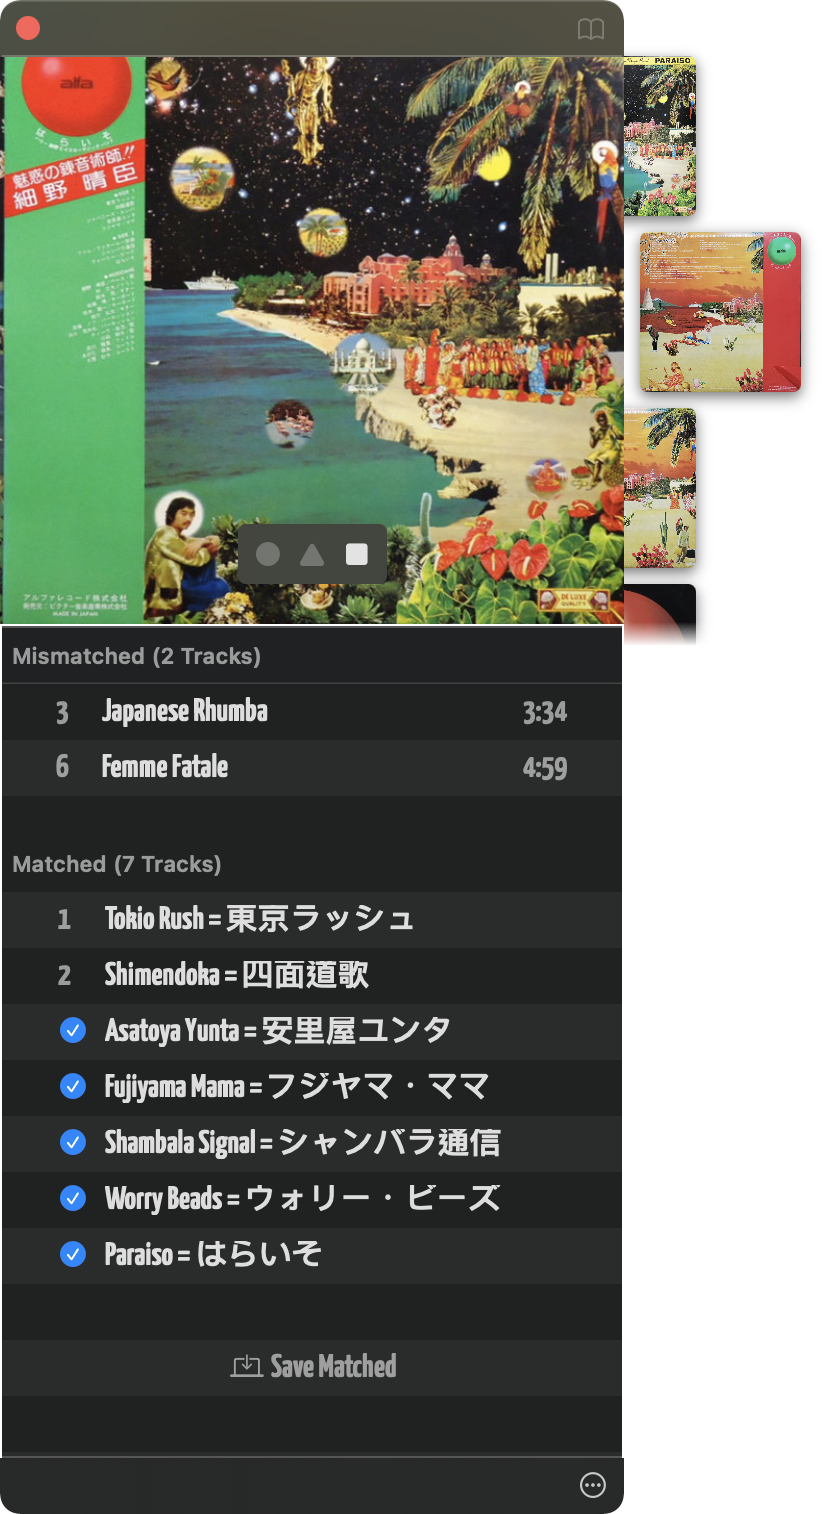 alfa
はらいそ
魅惑の錬音術師!!
細野 晴臣
アルファレコード株式会社
発売元:ビクター音楽産業株式会社
MADE IN JAPAN
DE LUXE
QUALITY
PARAISO
Mismatched (2 Tracks)
3 Japanese Rhumba 3:34
6 Femme Fatale 4:59
Matched (7 Tracks)
1 Tokio Rush = 東京ラッシュ
2 Shimendoka = 四面道歌
Asatoya Yunta = 安里屋ユンタ
Fujiyama Mama = フジヤマ・ママ
Shambala Signal = シャンバラ通信
Worry Beads = ウォリー・ビーズ
Paraiso = はらいそ
Save Matched